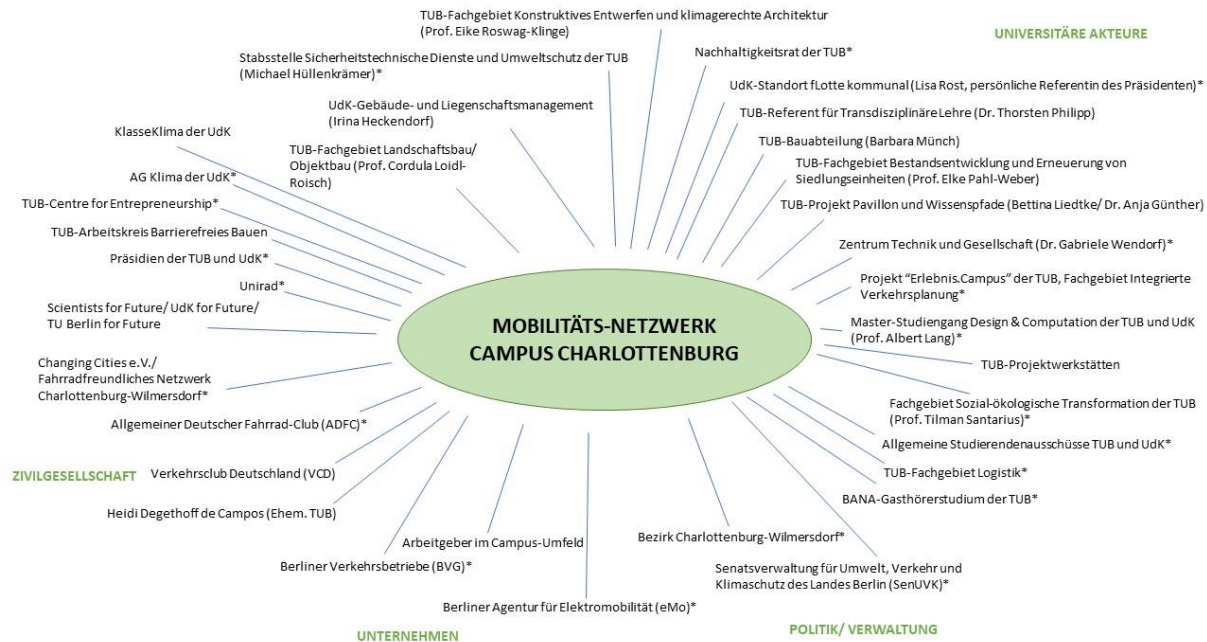 TUB-Fachgebiet Konstruktives Entwerfen und klimagerechte Architektur
(Prof. Eike Roswag-Klinge)
UNIVERSITÄRE AKTEURE
Nachhaltigkeitsrat der TUB*
Stabsstelle Sicherheitstechnische Dienste und Umweltschutz der TUB
(Michael Hüllenkrämer)*
UdK-Standort fLotte kommunal (Lisa Rost, persönliche Referentin des Präsidenten)*
UdK-Gebäude- und Liegenschaftsmanagement
(Irina Heckendorf)
TUB-Referent für Transdisziplinäre Lehre (Dr. Thorsten Philipp)
KlasseKlima der UdK
TUB-Bauabteilung (Barbara Münch)
TUB-Fachgebiet Landschaftsbau/
Objektbau (Prof. Cordula Loidl-
Roisch)
TUB-Fachgebiet Bestandsentwicklung und Erneuerung von
Siedlungseinheiten (Prof. Elke Pahl-Weber)
AG Klima der UdK*
TUB-Centre for Entrepreneurship*
TUB-Projekt Pavillon und Wissenspfade (Bettina Liedtke/ Dr. Anja Günther)
TUB-Arbeitskreis Barrierefreies Bauen
Zentrum Technik und Gesellschaft (Dr. Gabriele Wendorf)*
Präsidien der TUB und UdK*
Projekt “Erlebnis.Campus” der TUB, Fachgebiet Integrierte
Verkehrsplanung*
Unirad*
Scientists for Future/ UdK for Future/
TU Berlin for Future
MOBILITÄTS-NETZWERK
CAMPUS CHARLOTTENBURG
Master-Studiengang Design & Computation der TUB und UdK
(Prof. Albert Lang)*
TUB-Projektwerkstätten
Changing Cities e.V./
Fahrradfreundliches Netzwerk
Charlottenburg-Wilmersdorf*
Fachgebiet Sozial-ökologische Transformation der TUB
(Prof. Tilman Santarius)*
Allgemeiner Deutscher Fahrrad-Club (ADFC)*
Allgemeine Studierendenausschüsse TUB und UdK*
ZIVILGESELLSCHAFT
Verkehrsclub Deutschland (VCD)
TUB-Fachgebiet Logistik*
BANA-Gasthörerstudium der TUB*
Heidi Degethoff de Campos (Ehem. TUB)
Arbeitgeber im Campus-Umfeld
Bezirk Charlottenburg-Wilmersdorf*
Berliner Verkehrsbetriebe (BVG)*
Senatsverwaltung für Umwelt, Verkehr und
Klimaschutz des Landes Berlin (SenUVK)*
Berliner Agentur für Elektromobilität (eMo)*
UNTERNEHMEN
POLITIK/ VERWALTUNG